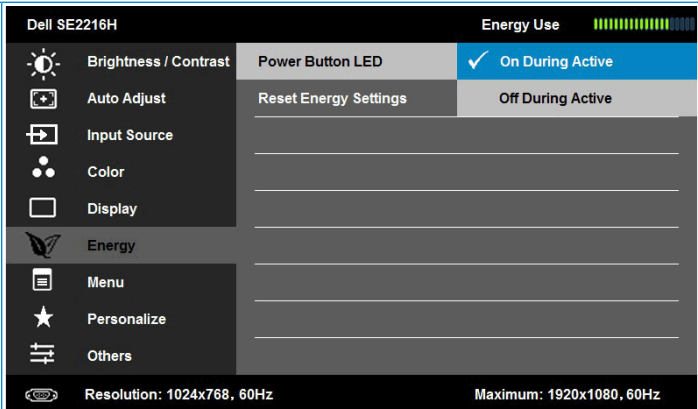 Dell SE2216H Energy Use
Brightness / Contrast Power Button LED On During Active
Auto Adjust Reset Energy Settings Off During Active
Input Source
Color
Display
Energy
Menu
Personalize
Others
Resolution: 1024x768, 60Hz Maximum: 1920x1080, 60Hz